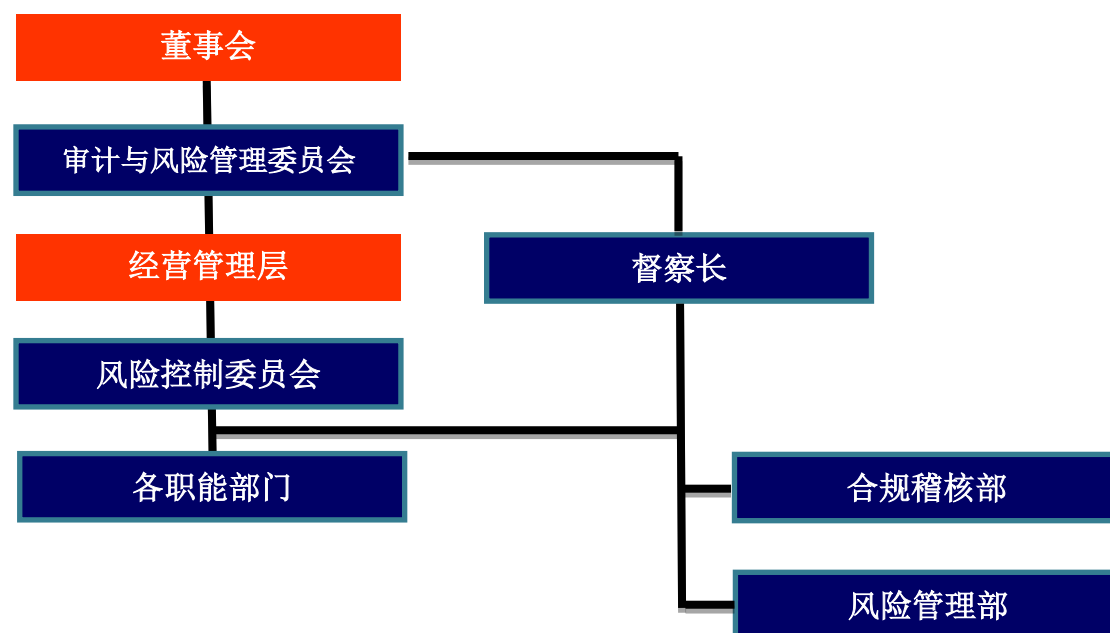 董事会
审计与风险管理委员会
经营管理层
督察长
风险控制委员会
各职能部门
合规稽核部
风险管理部